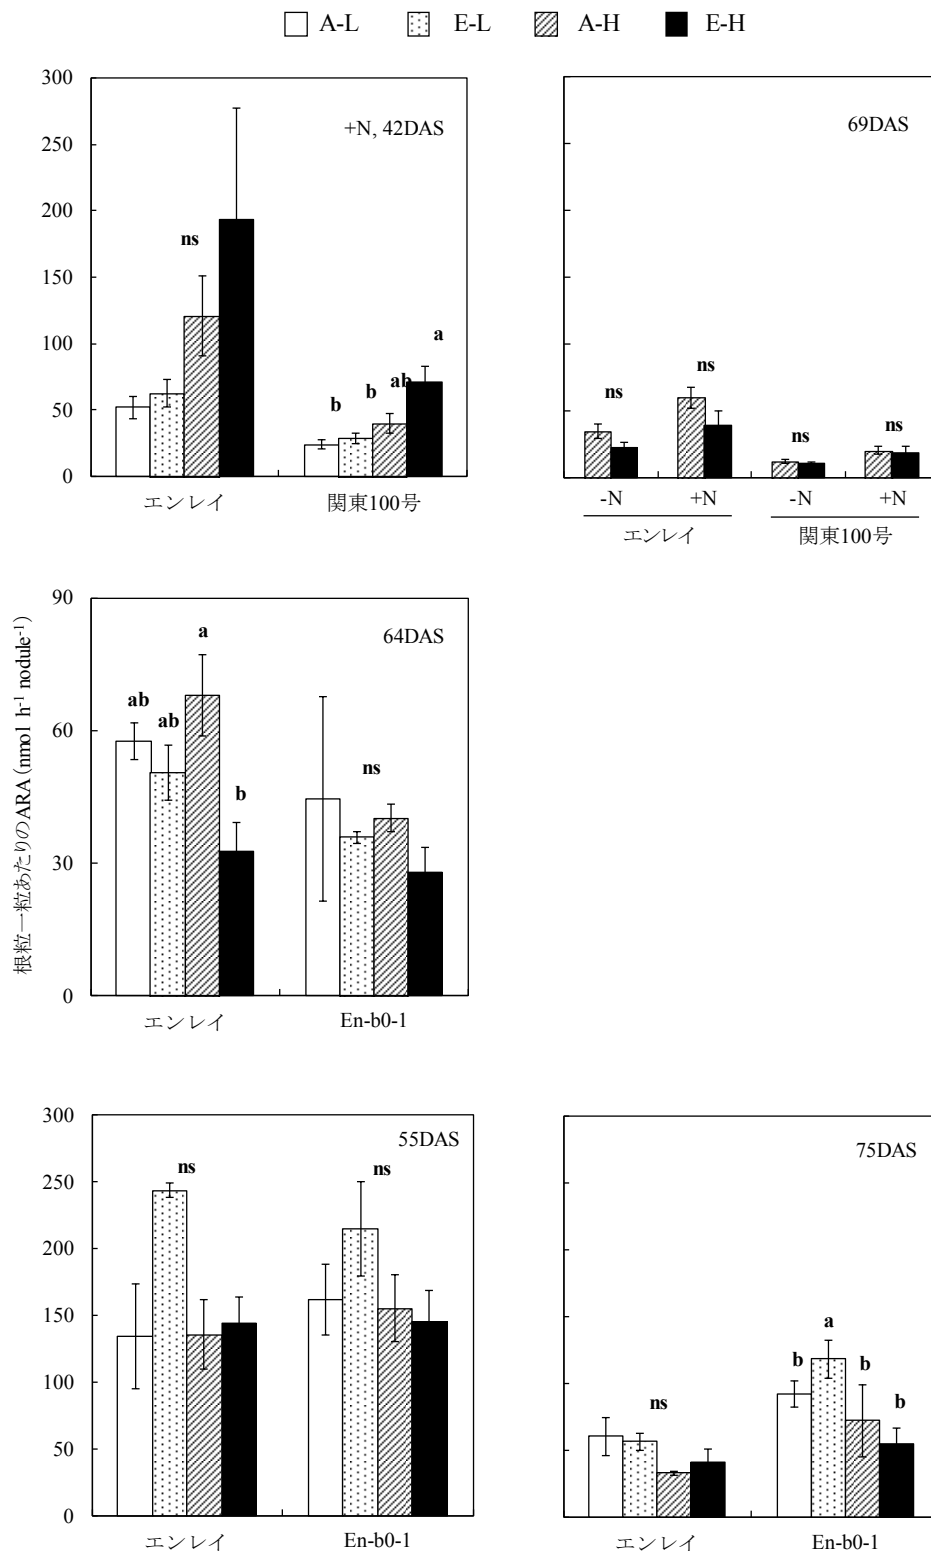 A-L E-L A-H E-H
300
250
200
150
100
50
0
+N, 42DAS
ns
b b ab a
エンレイ 関東100号
69DAS
ns ns ns ns
-N +N -N +N
エンレイ 関東100号
根粒一粒あたりのARA(nmol h⁻¹ nodule⁻¹)
90
60
30
0
64DAS
ab ab a b
ns
エンレイ En-b0-1
300
250
200
150
100
50
0
55DAS
ns ns
エンレイ En-b0-1
75DAS
ns
b a b b
エンレイ En-b0-1